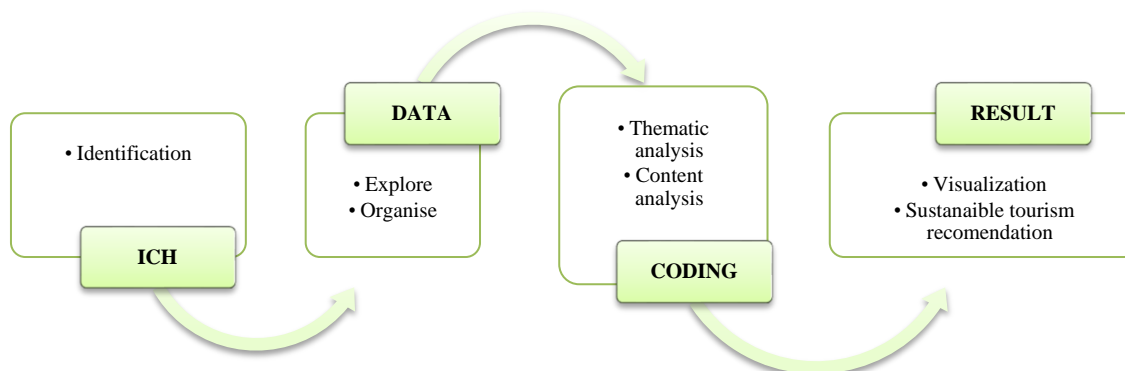 • Identification
ICH
DATA
• Explore
• Organise
• Thematic
analysis
• Content
analysis
CODING
RESULT
• Visualization
• Sustanaible tourism
recomendation